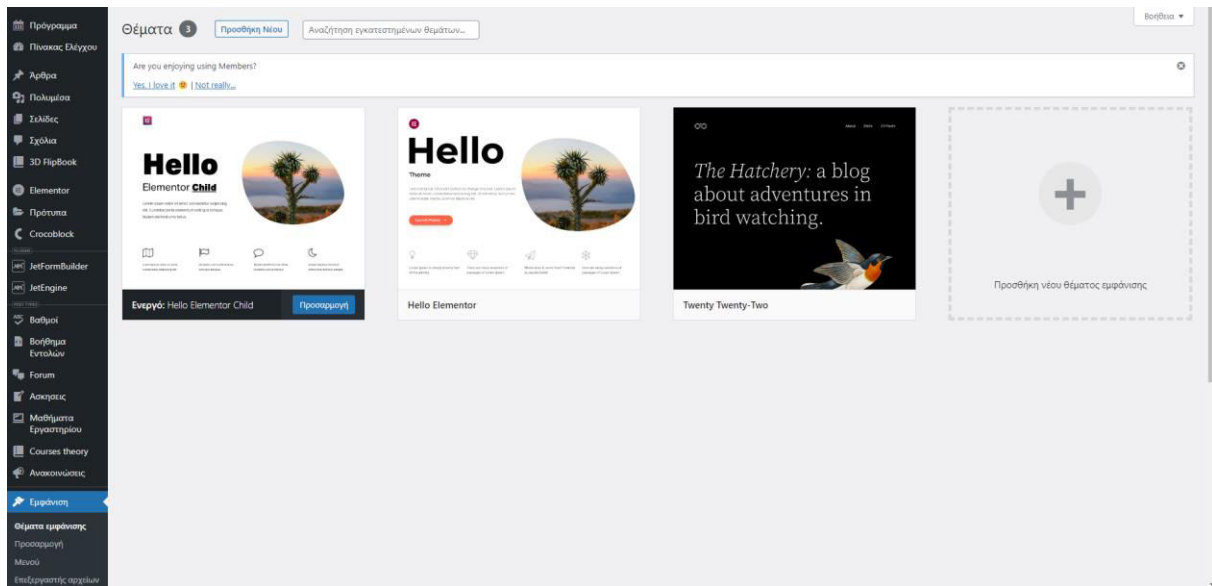 Πρόγραμμα
Πίνακας Ελέγχου
Άρθρα
Πολυμέσα
Σελίδες
Σχόλια
3D FlipBook
Elementor
Πρότυπα
Crocoblock
JetFormBuilder
JetEngine
Βαθμοί
Βοήθημα
Εντολών
Forum
Ασκησεις
Μαθήματα
Εργαστηρίου
Courses theory
Ανακοινώσεις
Εμφάνιση
Θέματα εμφάνισης
Προσαρμογή
Μενού
Επεξεργαστής αρχείων
Θέματα 3
Προσθήκη Νέου
Αναζήτηση εγκατεστημένων θεμάτων...
Βοήθεια
Are you enjoying using Members?
Yes, I love it | Not really...
Hello
Elementor Child
Ενεργό: Hello Elementor Child
Προσαρμογή
Hello
Theme
Hello Elementor
About
The Hatchery: a blog
about adventures in
bird watching.
Twenty Twenty-Two
Προσθήκη νέου θέματος εμφάνισης